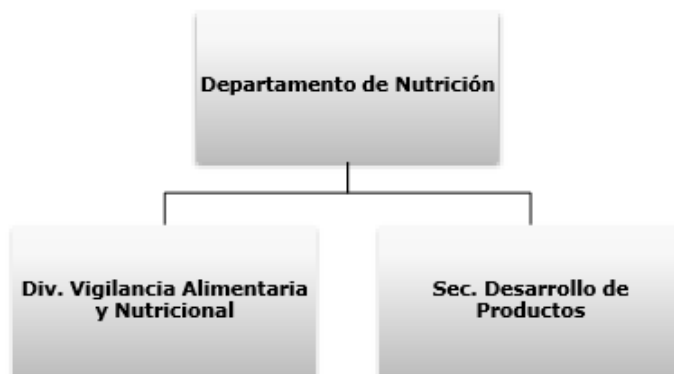 Departamento de Nutrición
Div. Vigilancia Alimentaria
y Nutricional
Sec. Desarrollo de
Productos